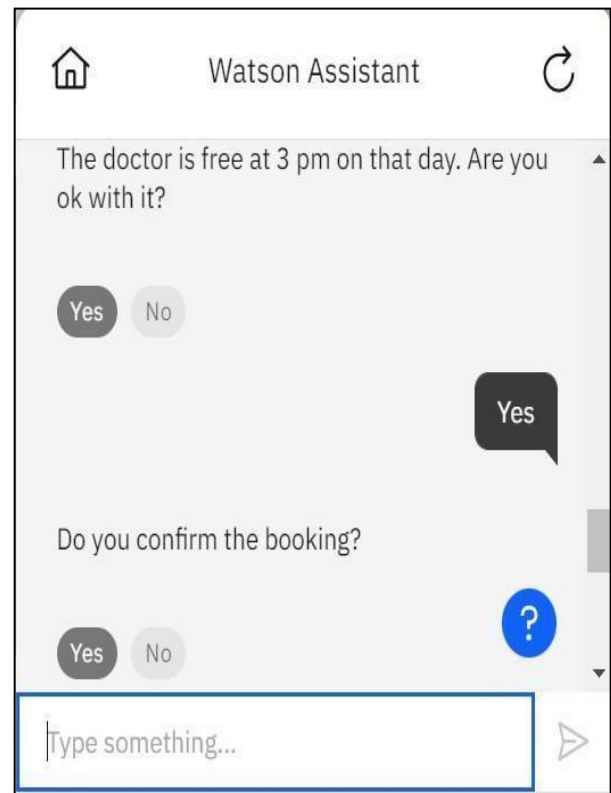 Watson Assistant
The doctor is free at 3 pm on that day. Are you
ok with it?
Yes No
Yes
Do you confirm the booking?
?
Yes No
Type something...